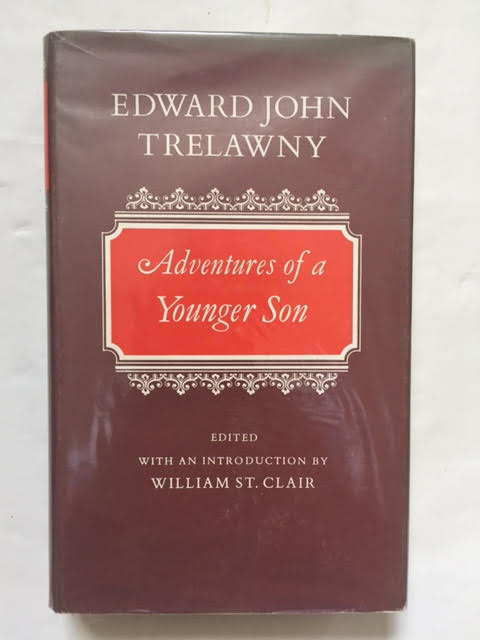 EDWARD JOHN
TRELAWNY
Adventures of a
Younger Son
EDITED
WITH AN INTRODUCTION BY
WILLIAM ST. CLAIR